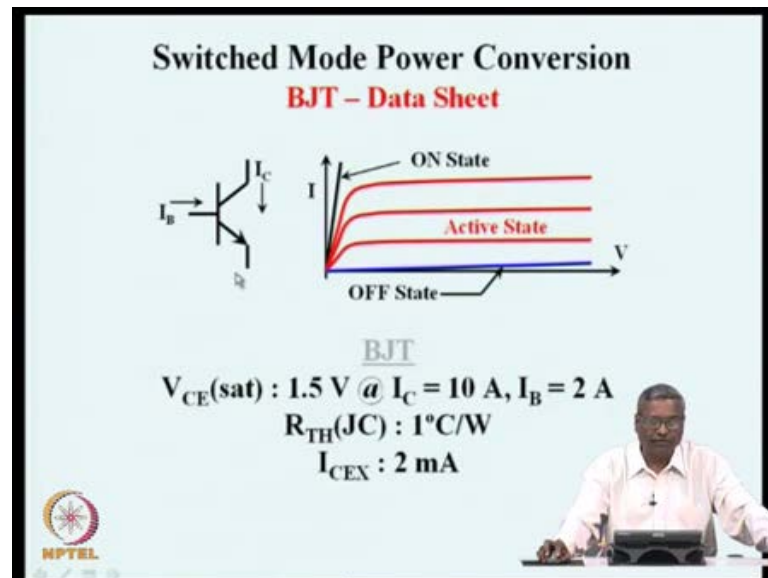 Switched Mode Power Conversion
BJT – Data Sheet
I_C
I_B
I
ON State
Active State
V
OFF State
BJT
V_CE(sat) : 1.5 V @ I_C = 10 A, I_B = 2 A
R_TH(JC) : 1°C/W
I_CEX : 2 mA
NPTEL